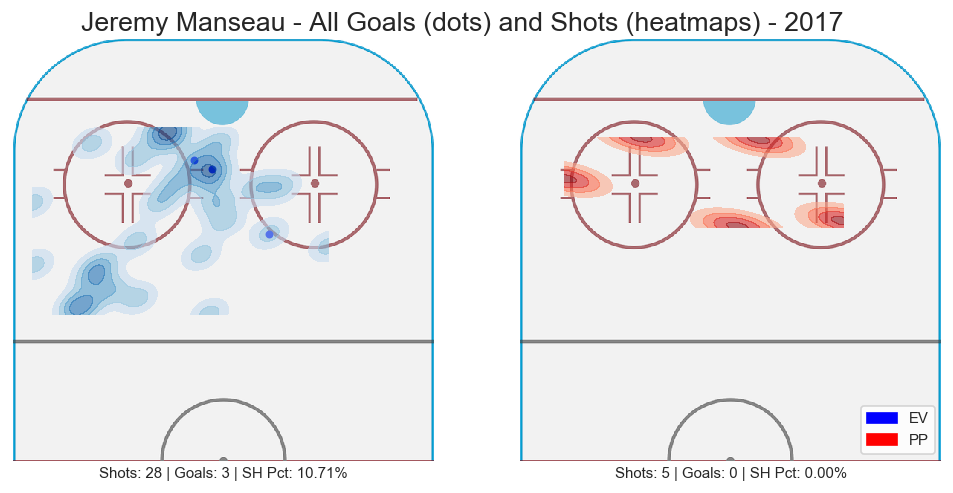 Jeremy Manseau - All Goals (dots) and Shots (heatmaps) - 2017
EV
PP
Shots: 28 | Goals: 3 | SH Pct: 10.71%
Shots: 5 | Goals: 0 | SH Pct: 0.00%